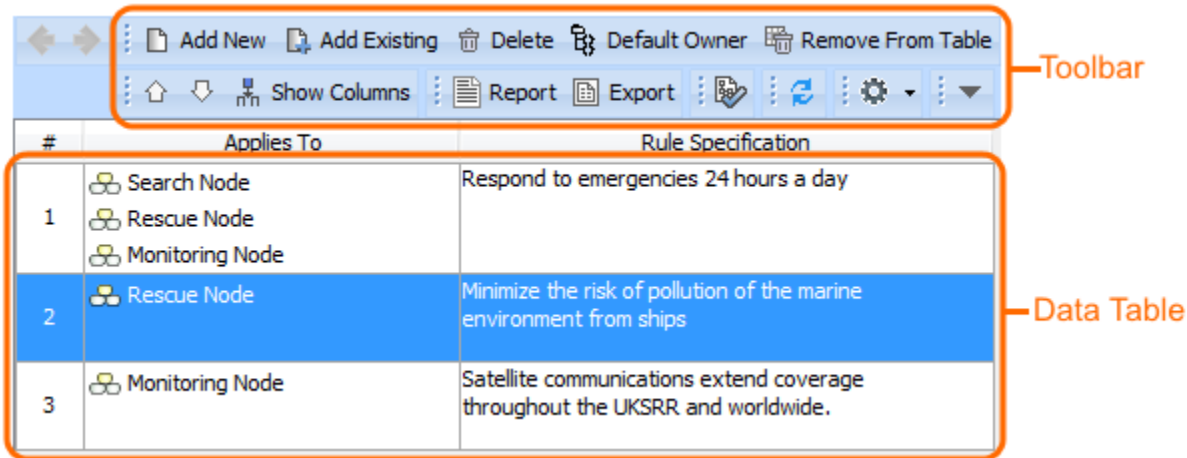 Add New Add Existing Delete Default Owner Remove From Table
Toolbar
Show Columns Report Export
# Applies To Rule Specification
1
Search Node
Rescue Node
Monitoring Node
Respond to emergencies 24 hours a day
2
Rescue Node
Minimize the risk of pollution of the marine
environment from ships
Data Table
3
Monitoring Node
Satellite communications extend coverage
throughout the UKSRR and worldwide.